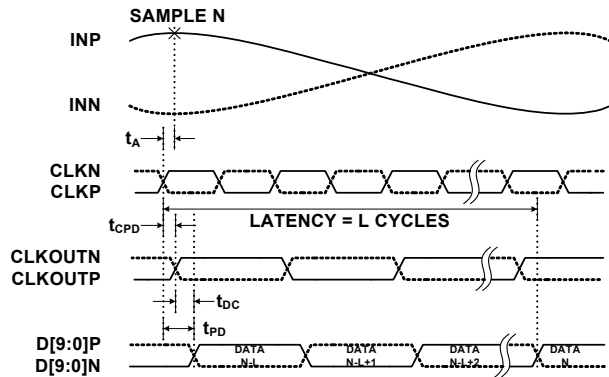 SAMPLE N
INP
INN
tA
CLKN
CLKP
tCPD
LATENCY = L CYCLES
CLKOUTN
CLKOUTP
tDC
tPD
D[9:0]P
D[9:0]N
DATA
N-L
DATA
N-L+1
DATA
N-L+2
DATA
N